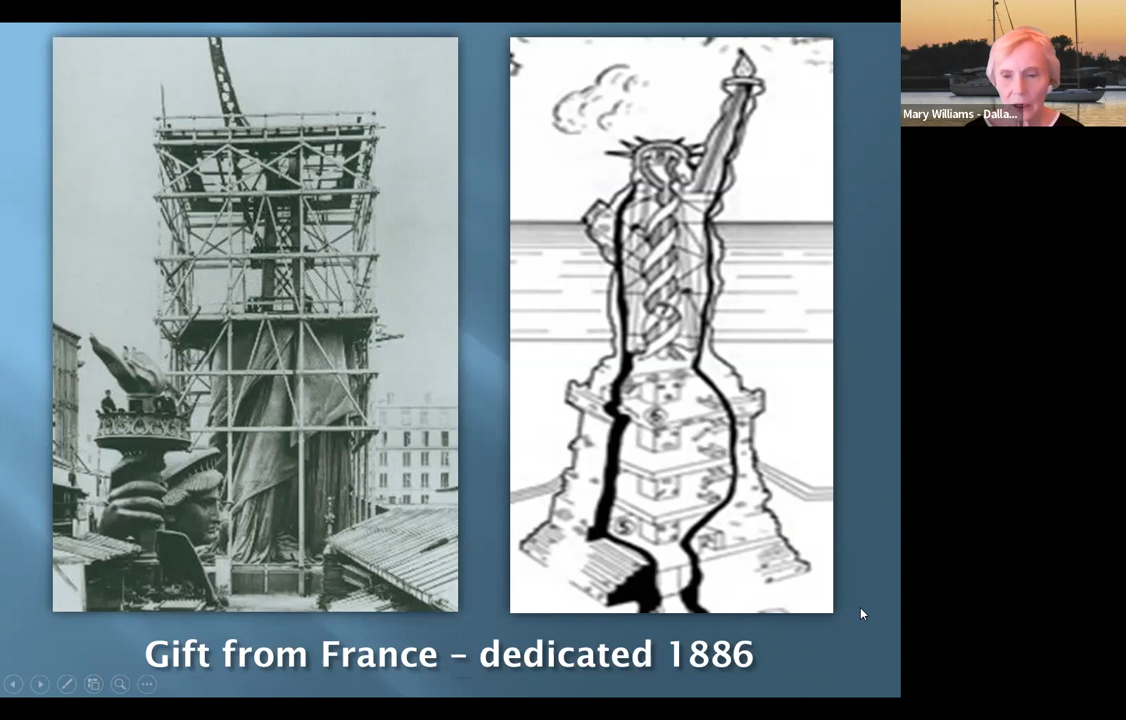 Mary Williams - Dalla...
Gift from France – dedicated 1886